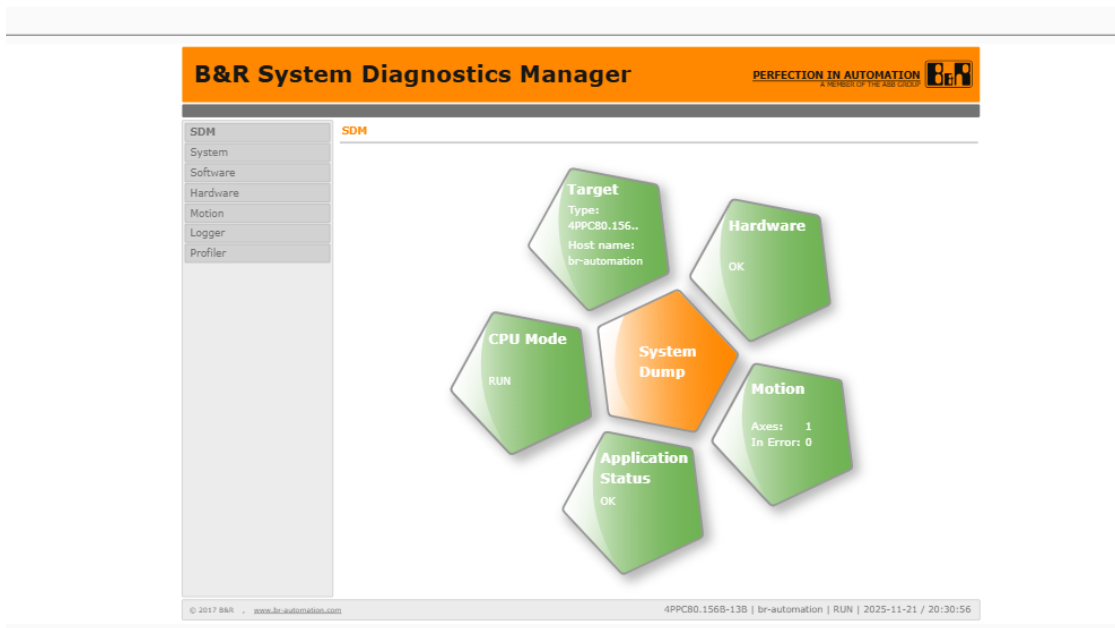 B&R System Diagnostics Manager
PERFECTION IN AUTOMATION
A MEMBER OF THE ABB GROUP
B&R
SDM
System
Software
Hardware
Motion
Logger
Profiler
SDM
Target
Type:
4PPC80.156..
Host name:
br-automation
Hardware
OK
CPU Mode
RUN
System
Dump
Motion
Axes: 1
In Error: 0
Application
Status
OK
© 2017 B&R , www.br-automation.com
4PPC80.156B-13B | br-automation | RUN | 2025-11-21 / 20:30:56